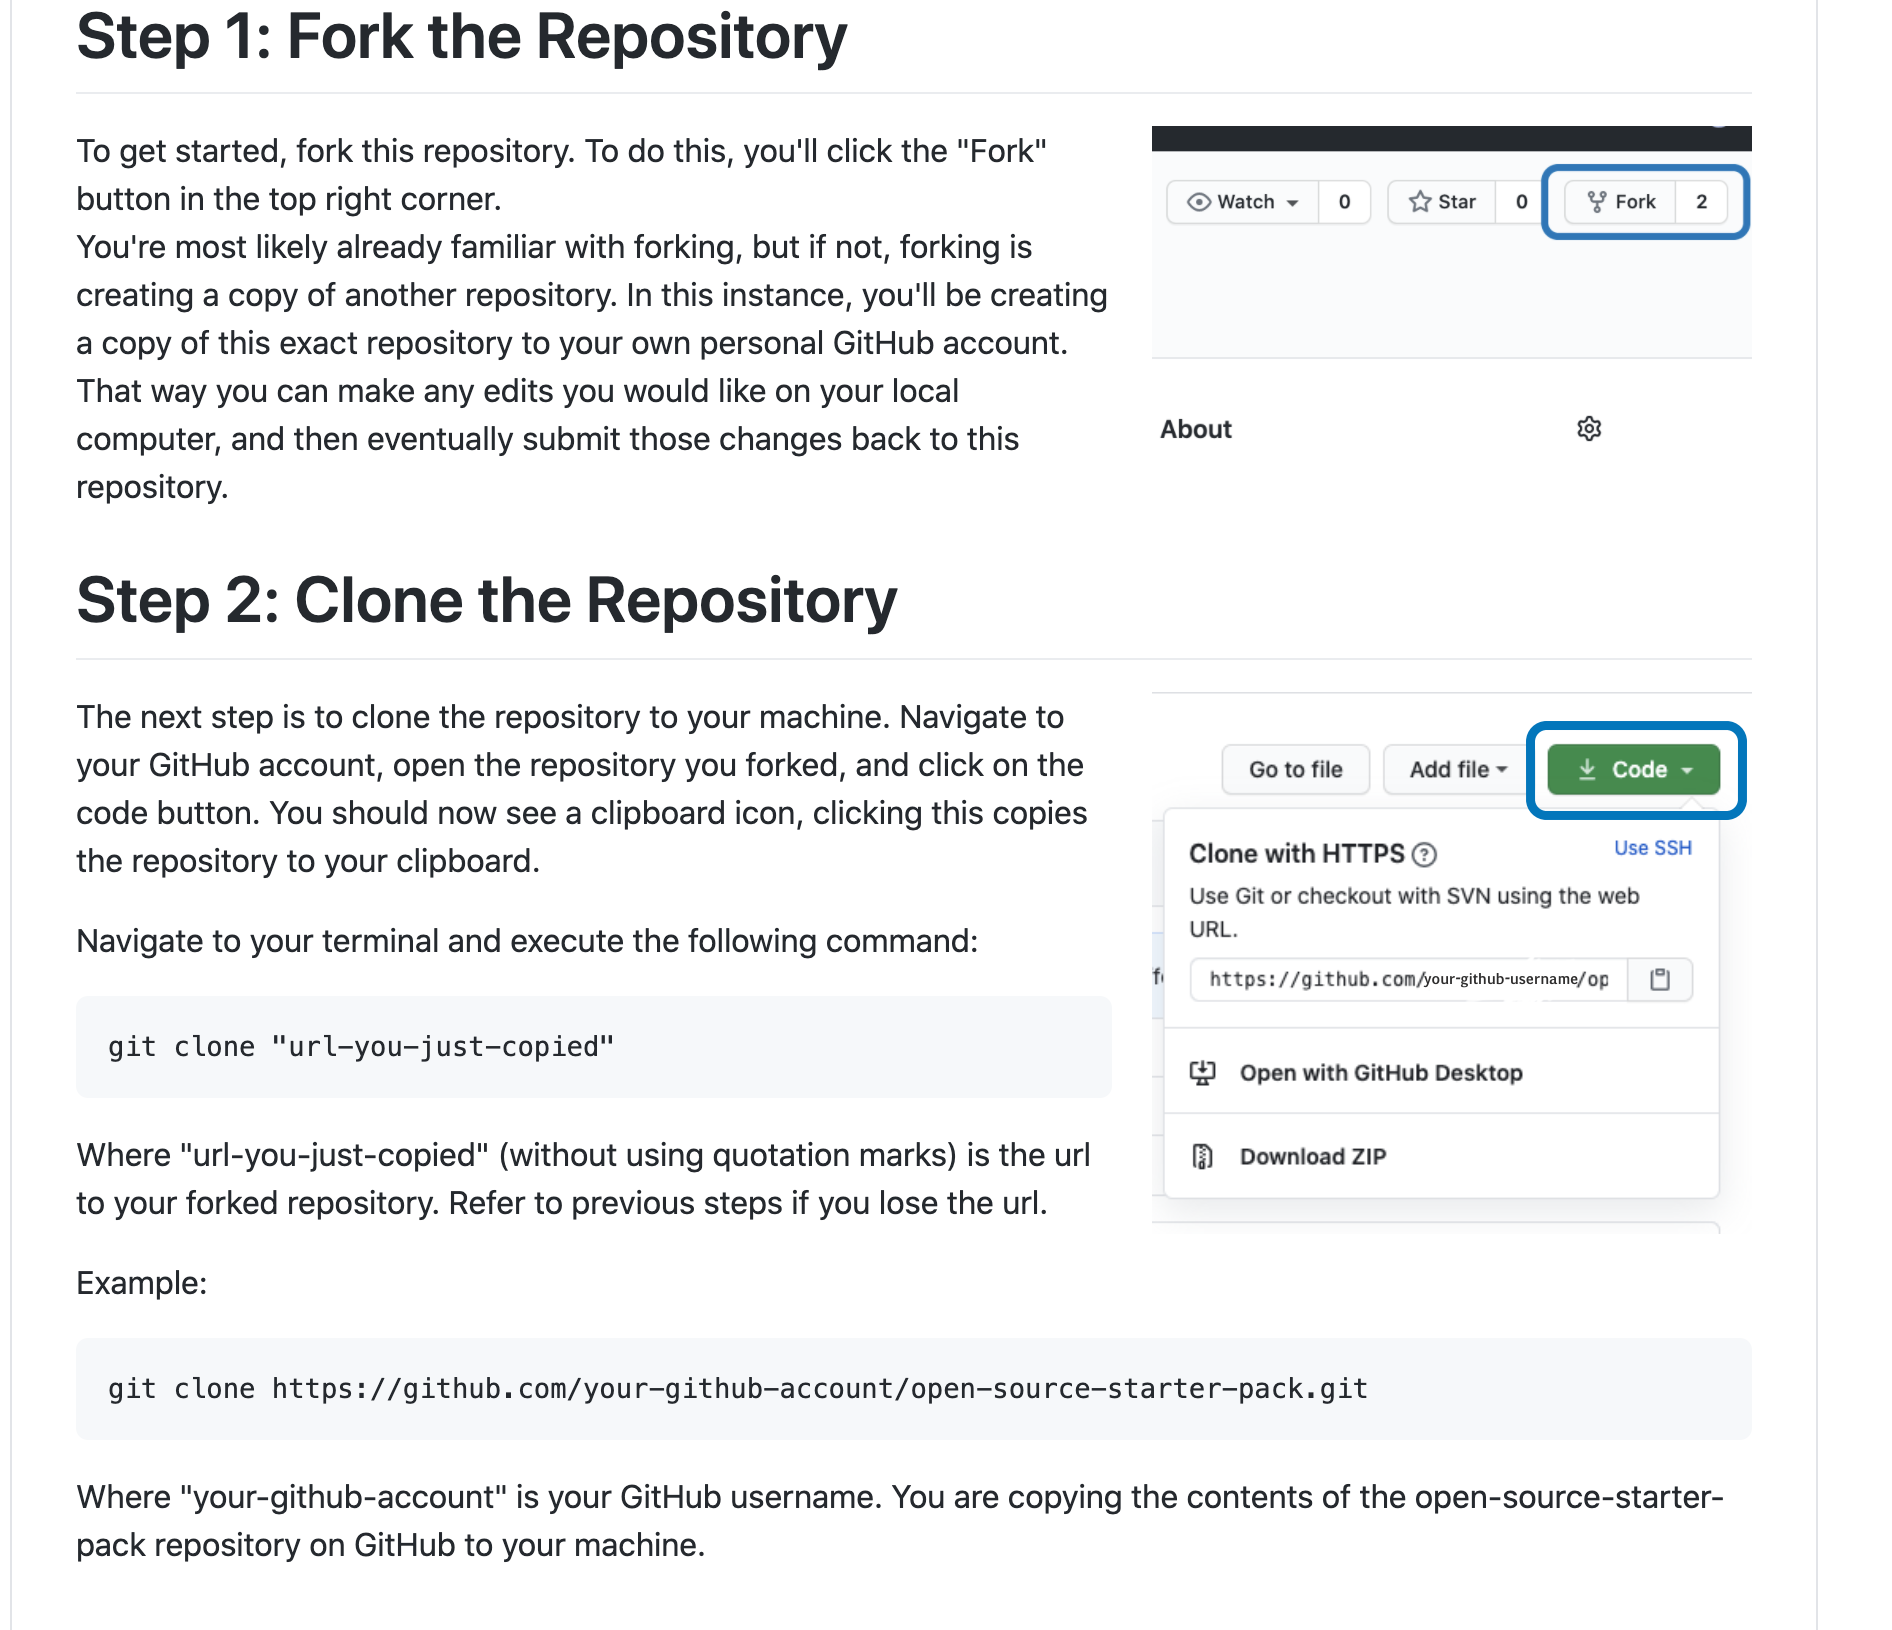 Step 1: Fork the Repository
To get started, fork this repository. To do this, you'll click the "Fork"
button in the top right corner.
You're most likely already familiar with forking, but if not, forking is
creating a copy of another repository. In this instance, you'll be creating
a copy of this exact repository to your own personal GitHub account.
That way you can make any edits you would like on your local
computer, and then eventually submit those changes back to this
repository.
Watch 0 Star 0 Fork 2
About
Step 2: Clone the Repository
The next step is to clone the repository to your machine. Navigate to
your GitHub account, open the repository you forked, and click on the
code button. You should now see a clipboard icon, clicking this copies
the repository to your clipboard.
Navigate to your terminal and execute the following command:
git clone "url-you-just-copied"
Where "url-you-just-copied" (without using quotation marks) is the url
to your forked repository. Refer to previous steps if you lose the url.
Go to file Add file Code
Clone with HTTPS Use SSH
Use Git or checkout with SVN using the web
URL.
https://github.com/your-github-username/op
Open with GitHub Desktop
Download ZIP
Example:
git clone https://github.com/your-github-account/open-source-starter-pack.git
Where "your-github-account" is your GitHub username. You are copying the contents of the open-source-starter-
pack repository on GitHub to your machine.